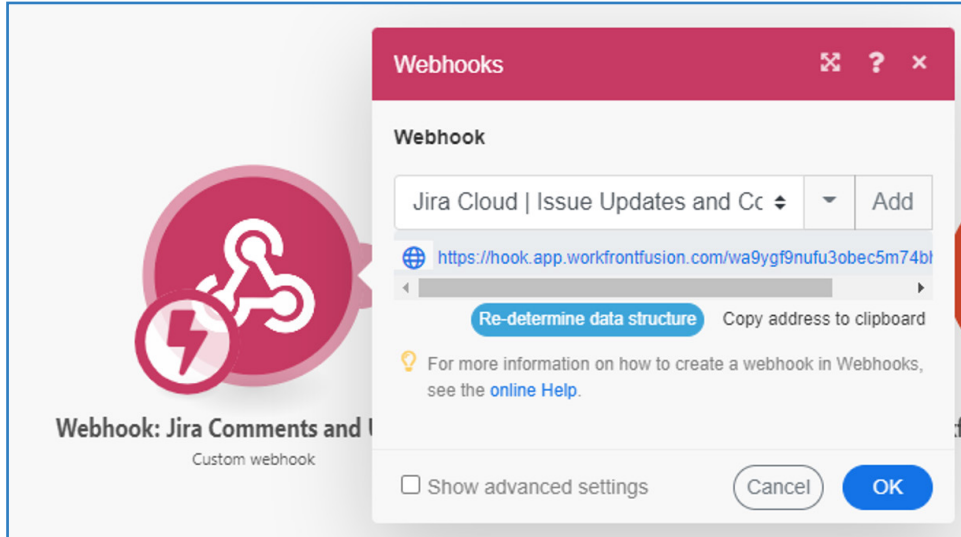 Webhooks
?
Webhook
Jira Cloud | Issue Updates and Cc
Add
https://hook.app.workfrontfusion.com/wa9ygf9nufu3obec5m74bh
Re-determine data structure Copy address to clipboard
For more information on how to create a webhook in Webhooks,
see the online Help.
Webhook: Jira Comments and
Custom webhook
Show advanced settings
Cancel
OK